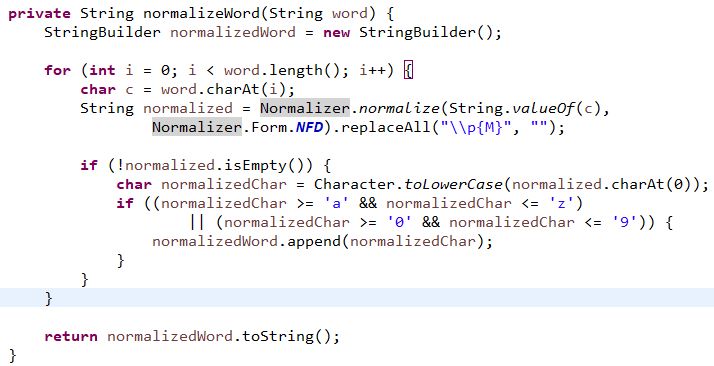 private String normalizeWord(String word) {
    StringBuilder normalizedWord = new StringBuilder();

    for (int i = 0; i < word.length(); i++) {
        char c = word.charAt(i);
        String normalized = Normalizer.normalize(String.valueOf(c),
                Normalizer.Form.NFD).replaceAll("\\p{M}", "");

        if (!normalized.isEmpty()) {
            char normalizedChar = Character.toLowerCase(normalized.charAt(0));
            if ((normalizedChar >= 'a' && normalizedChar <= 'z')
                    || (normalizedChar >= '0' && normalizedChar <= '9')) {
                normalizedWord.append(normalizedChar);
            }
        }
    }

    return normalizedWord.toString();
}